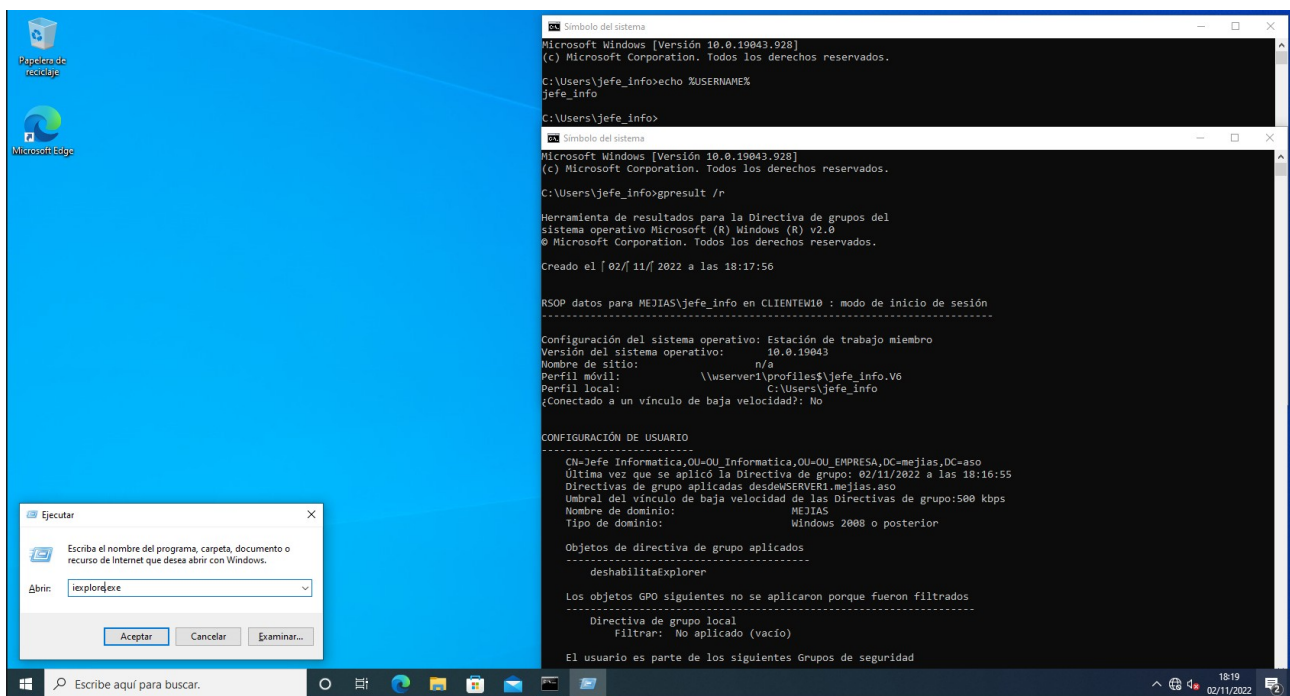 Papelera de
reciclaje
Microsoft Edge
Símbolo del sistema
Microsoft Windows [Versión 10.0.19043.928]
(c) Microsoft Corporation. Todos los derechos reservados.
C:\Users\jefe_info>echo %USERNAME%
jefe_info
C:\Users\jefe_info>
Símbolo del sistema
Microsoft Windows [Versión 10.0.19043.928]
(c) Microsoft Corporation. Todos los derechos reservados.
C:\Users\jefe_info>gpresult /r
Herramienta de resultados para la Directiva de grupos del
sistema operativo Microsoft (R) Windows (R) v2.0
© Microsoft Corporation. Todos los derechos reservados.
Creado el ⌈ 02/⌈ 11/⌈ 2022 a las 18:17:56
RSOP datos para MEJIAS\jefe_info en CLIENTEW10 : modo de inicio de sesión
-------------------------------------------------------------------------
Configuración del sistema operativo: Estación de trabajo miembro
Versión del sistema operativo: 10.0.19043
Nombre de sitio: n/a
Perfil móvil: \\wserver1\profiles$\jefe_info.V6
Perfil local: C:\Users\jefe_info
¿Conectado a un vínculo de baja velocidad?: No
CONFIGURACIÓN DE USUARIO
-------------------------
CN=Jefe Informatica,OU=OU_Informatica,OU=OU_EMPRESA,DC=mejias,DC=aso
Última vez que se aplicó la Directiva de grupo: 02/11/2022 a las 18:16:55
Directivas de grupo aplicadas desdeWSERVER1.mejias.aso
Umbral del vínculo de baja velocidad de las Directivas de grupo:500 kbps
Nombre de dominio: MEJIAS
Tipo de dominio: Windows 2008 o posterior
Objetos de directiva de grupo aplicados
----------------------------------------
deshabilitaExplorer
Los objetos GPO siguientes no se aplicaron porque fueron filtrados
-------------------------------------------------------------------
Directiva de grupo local
Filtrar: No aplicado (vacío)
El usuario es parte de los siguientes Grupos de seguridad
Ejecutar
Escriba el nombre del programa, carpeta, documento o
recurso de Internet que desea abrir con Windows.
Abrir: iexplore.exe
Aceptar Cancelar Examinar...
Escribe aquí para buscar.
18:19
02/11/2022
2